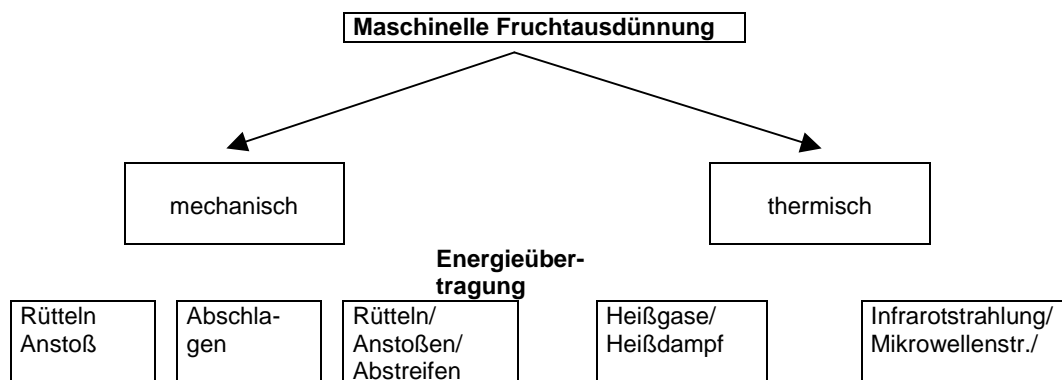 Maschinelle Fruchtausdünnung
mechanisch
thermisch
Energieüber-
tragung
Rütteln
Anstoß
Abschla-
gen
Rütteln/
Anstoßen/
Abstreifen
Heißgase/
Heißdampf
Infrarotstrahlung/
Mikrowellenstr./